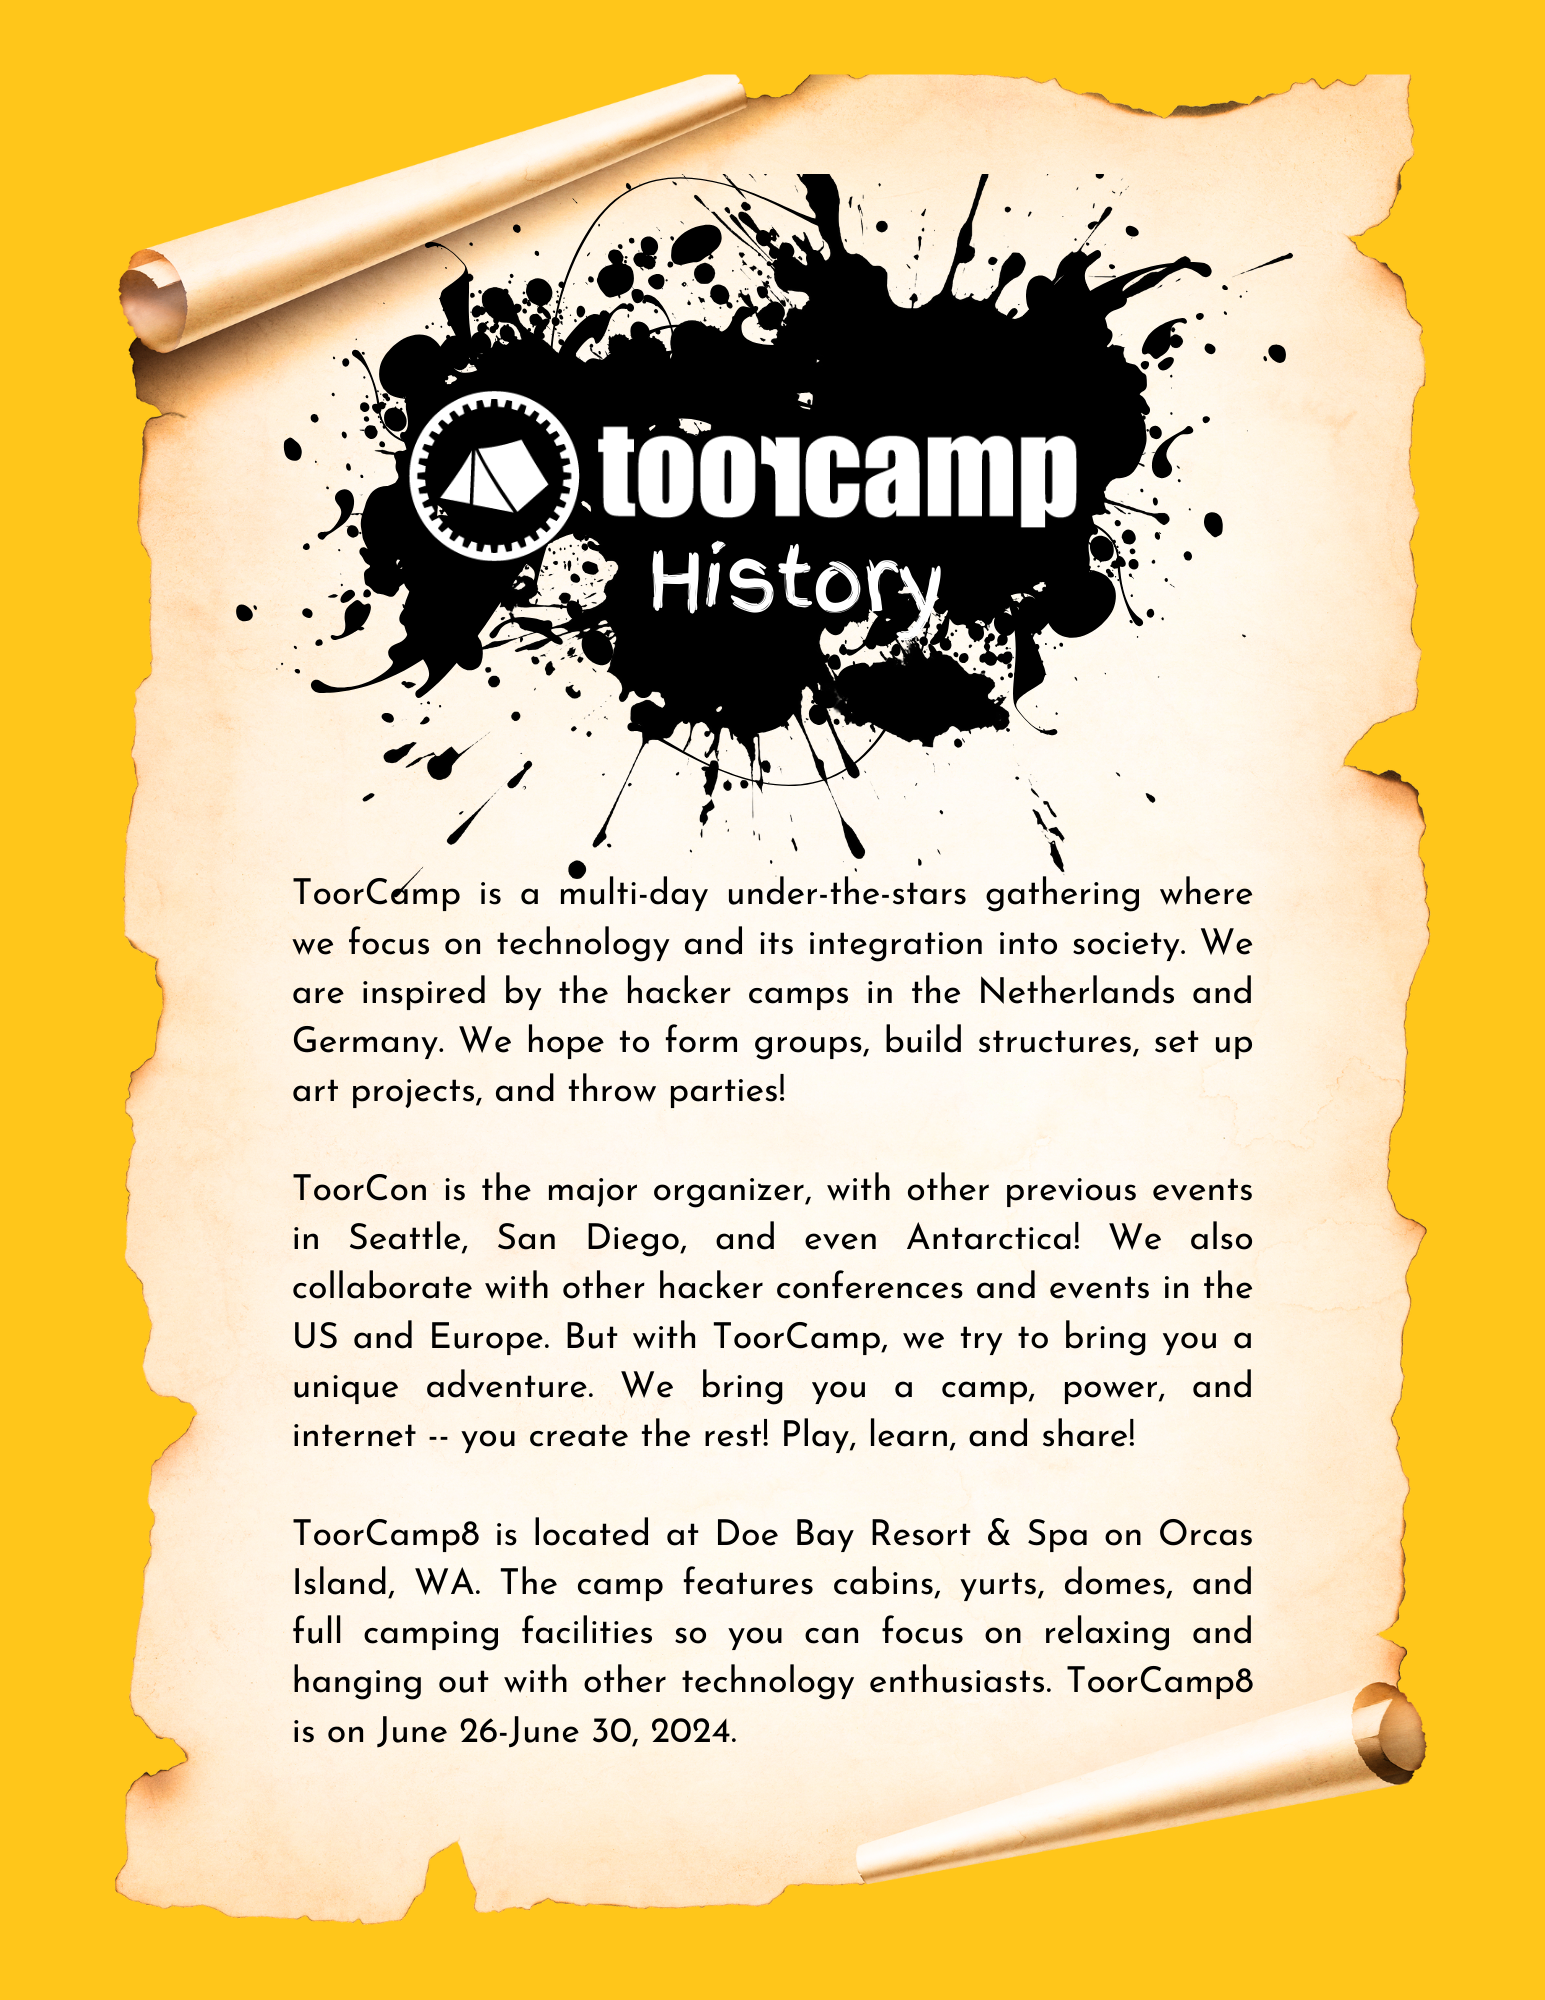 toorcamp
History
ToorCamp is a multi-day under-the-stars gathering where
we focus on technology and its integration into society. We
are inspired by the hacker camps in the Netherlands and
Germany. We hope to form groups, build structures, set up
art projects, and throw parties!
ToorCon is the major organizer, with other previous events
in Seattle, San Diego, and even Antarctica! We also
collaborate with other hacker conferences and events in the
US and Europe. But with ToorCamp, we try to bring you a
unique adventure. We bring you a camp, power, and
internet -- you create the rest! Play, learn, and share!
ToorCamp8 is located at Doe Bay Resort & Spa on Orcas
Island, WA. The camp features cabins, yurts, domes, and
full camping facilities so you can focus on relaxing and
hanging out with other technology enthusiasts. ToorCamp8
is on June 26-June 30, 2024.